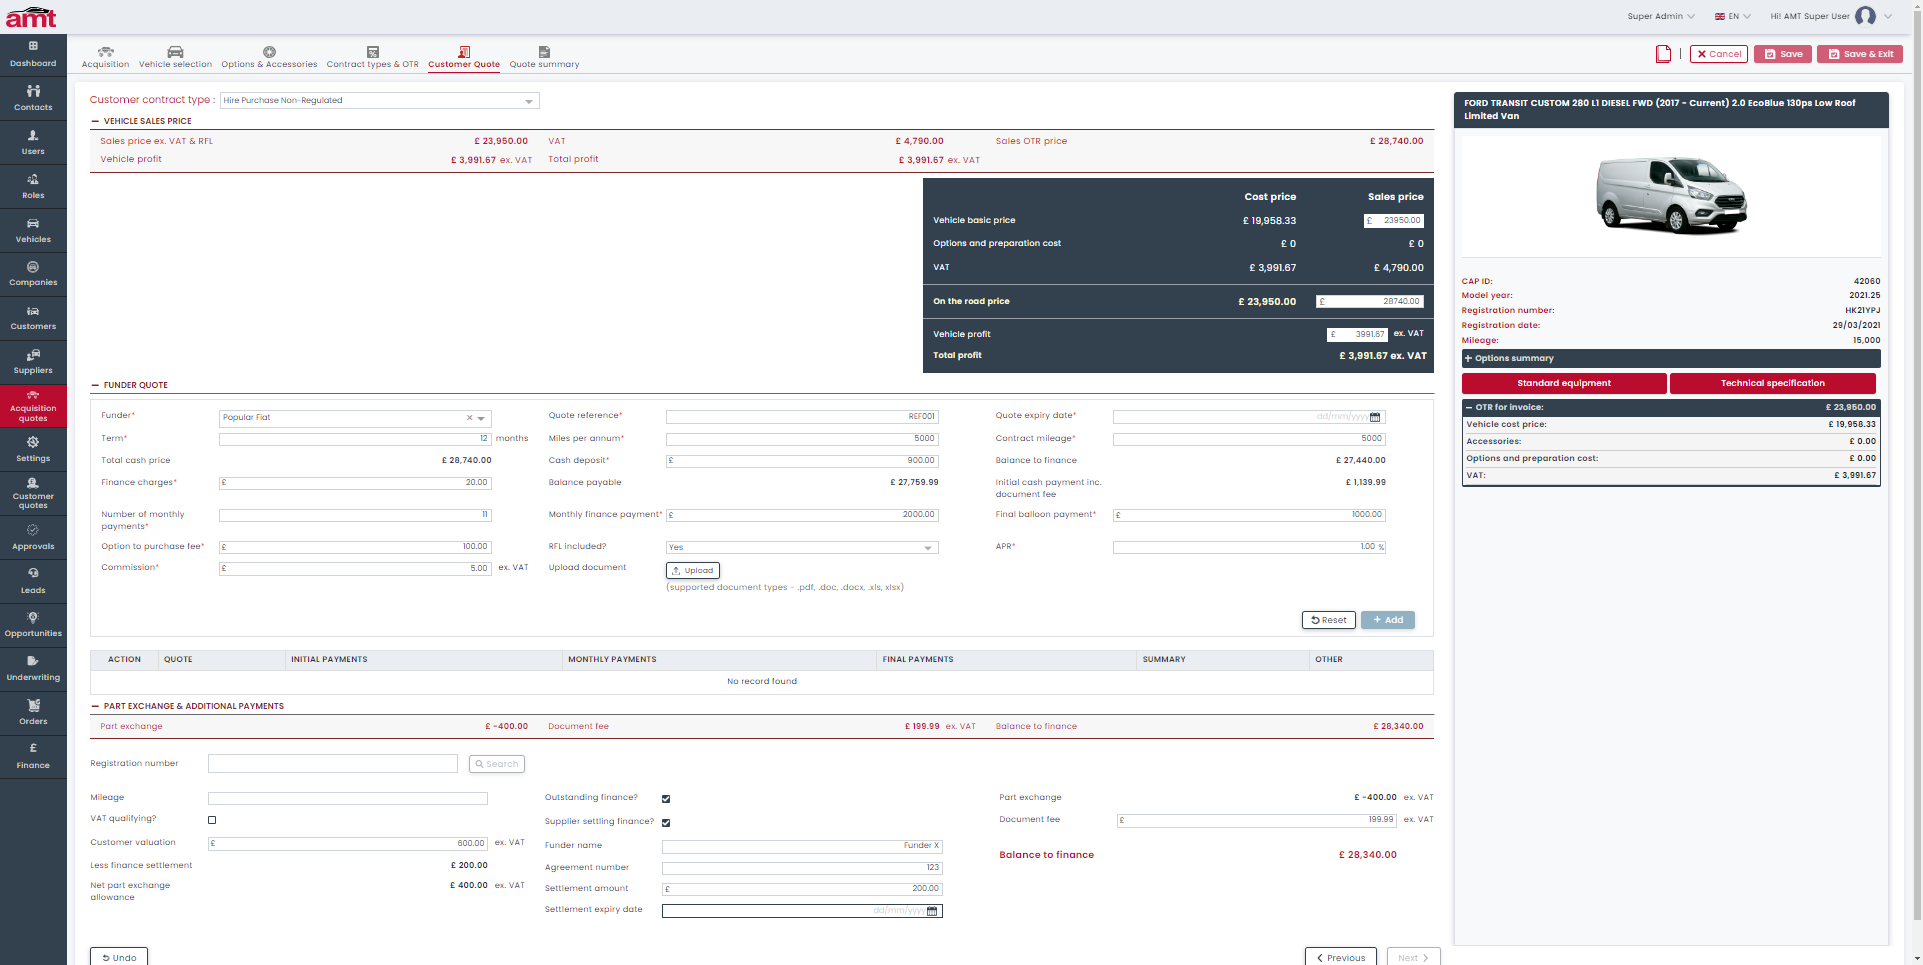 amt
Super Admin
EN
Hi! AMT Super User
Dashboard
Contacts
Users
Roles
Vehicles
Companies
Customers
Suppliers
Acquisition
quotes
Settings
Customer
quotes
Approvals
Leads
Opportunities
Underwriting
Orders
£
Finance
Acquisition
Vehicle selection
Options & Accessories
Contract types & OTR
Customer Quote
Quote summary
Cancel
Save
Save & Exit
Customer contract type : Hire Purchase Non-Regulated
VEHICLE SALES PRICE
Sales price ex. VAT & RFL £ 23,950.00 VAT £ 4,790.00 Sales OTR price £ 28,740.00
Vehicle profit £ 3,991.67 ex. VAT Total profit £ 3,991.67 ex. VAT
Cost price Sales price
Vehicle basic price £ 19,958.33 £ 23950.00
Options and preparation cost £ 0 £ 0
VAT £ 3,991.67 £ 4,790.00
On the road price £ 23,950.00 £ 28740.00
Vehicle profit £ 3991.67 ex. VAT
Total profit £ 3,991.67 ex. VAT
FUNDER QUOTE
Funder* Popular Fiat Quote reference* REF001 Quote expiry date* dd/mm/yyyy
Term* 12 months Miles per annum* 5000 Contract mileage* 5000
Total cash price £ 28,740.00 Cash deposit* £ 900.00 Balance to finance £ 27,440.00
Finance charges* £ 20.00 Balance payable £ 27,759.99 Initial cash payment inc.
document fee £ 1,139.99
Number of monthly
payments* 11 Monthly finance payment* £ 2000.00 Final balloon payment* £ 1000.00
Option to purchase fee* £ 100.00 RFL included? Yes APR* 1.00 %
Commission* £ 5.00 ex. VAT Upload document Upload
(supported document types - .pdf, .doc, .docx, .xls, xlsx)
Reset
+ Add
ACTION QUOTE INITIAL PAYMENTS MONTHLY PAYMENTS FINAL PAYMENTS SUMMARY OTHER
No record found
PART EXCHANGE & ADDITIONAL PAYMENTS
Part exchange £ -400.00 Document fee £ 199.99 ex. VAT Balance to finance £ 28,340.00
Registration number Search
Mileage Outstanding finance? Part exchange £ -400.00 ex. VAT
VAT qualifying? Supplier settling finance? Document fee £ 199.99 ex. VAT
Customer valuation £ 600.00 ex. VAT Funder name Funder X
Balance to finance £ 28,340.00
Less finance settlement £ 200.00 Agreement number 123
Net part exchange
allowance £ 400.00 ex. VAT Settlement amount £ 200.00
Settlement expiry date dd/mm/yyyy
Undo
Previous
Next
FORD TRANSIT CUSTOM 280 L1 DIESEL FWD (2017 - Current) 2.0 EcoBlue 130ps Low Roof
Limited Van
CAP ID: 42060
Model year: 2021.25
Registration number: HK21YPJ
Registration date: 29/03/2021
Mileage: 15,000
+ Options summary
Standard equipment
Technical specification
– OTR for invoice: £ 23,950.00
Vehicle cost price: £ 19,958.33
Accessories: £ 0.00
Options and preparation cost: £ 0.00
VAT: £ 3,991.67